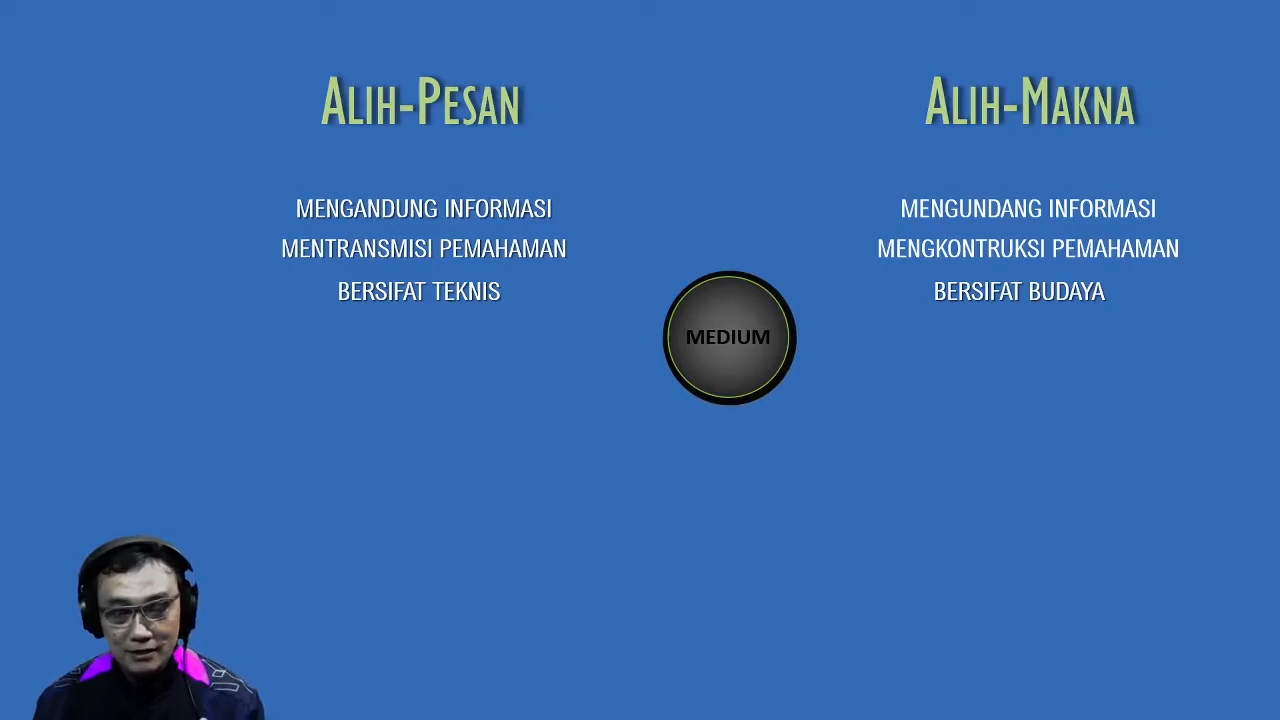 ALIH-PESAN
MENGANDUNG INFORMASI
MENTRANSMISI PEMAHAMAN
BERSIFAT TEKNIS
MEDIUM
ALIH-MAKNA
MENGUNDANG INFORMASI
MENGKONTRUKSI PEMAHAMAN
BERSIFAT BUDAYA